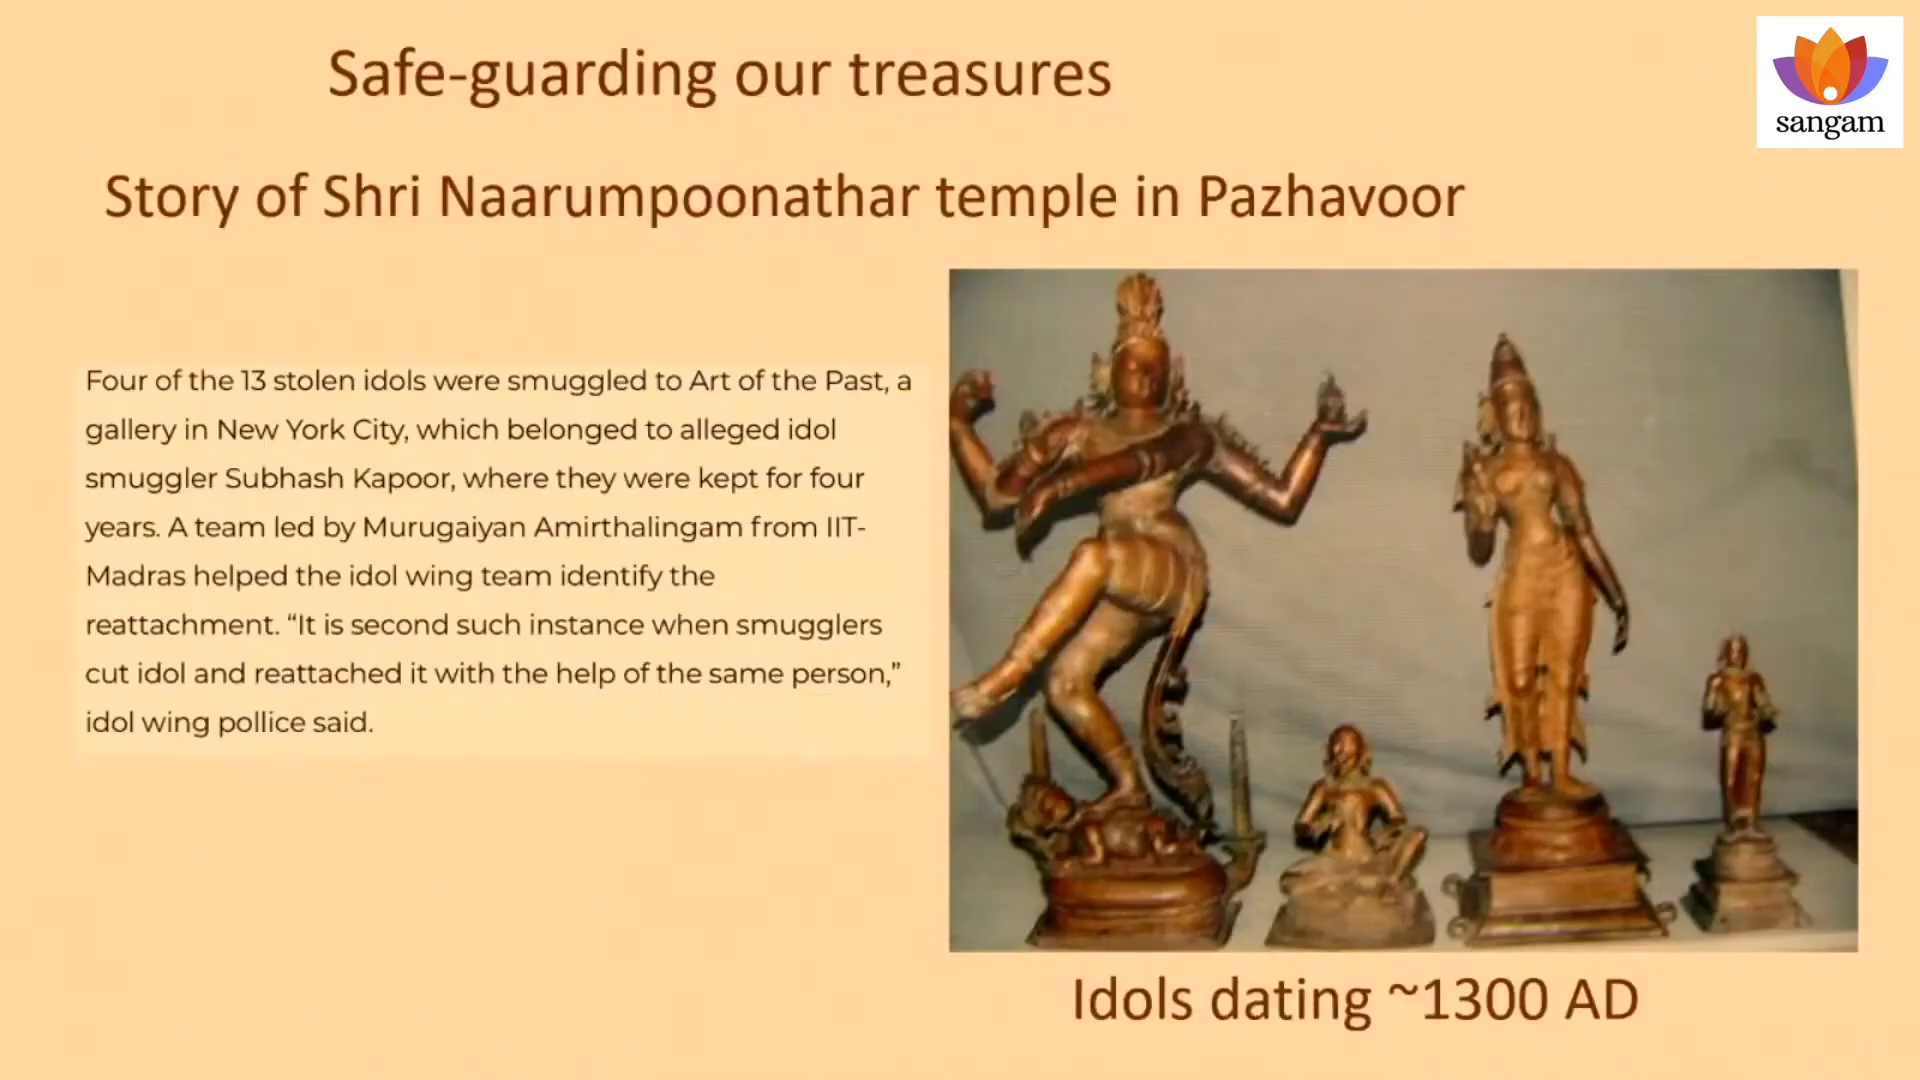 Safe-guarding our treasures
sangam
Story of Shri Naarumpoonathar temple in Pazhavoor
Four of the 13 stolen idols were smuggled to Art of the Past, a
gallery in New York City, which belonged to alleged idol
smuggler Subhash Kapoor, where they were kept for four
years. A team led by Murugaiyan Amirthalingam from IIT-
Madras helped the idol wing team identify the
reattachment. “It is second such instance when smugglers
cut idol and reattached it with the help of the same person,”
idol wing pollice said.
Idols dating ~1300 AD